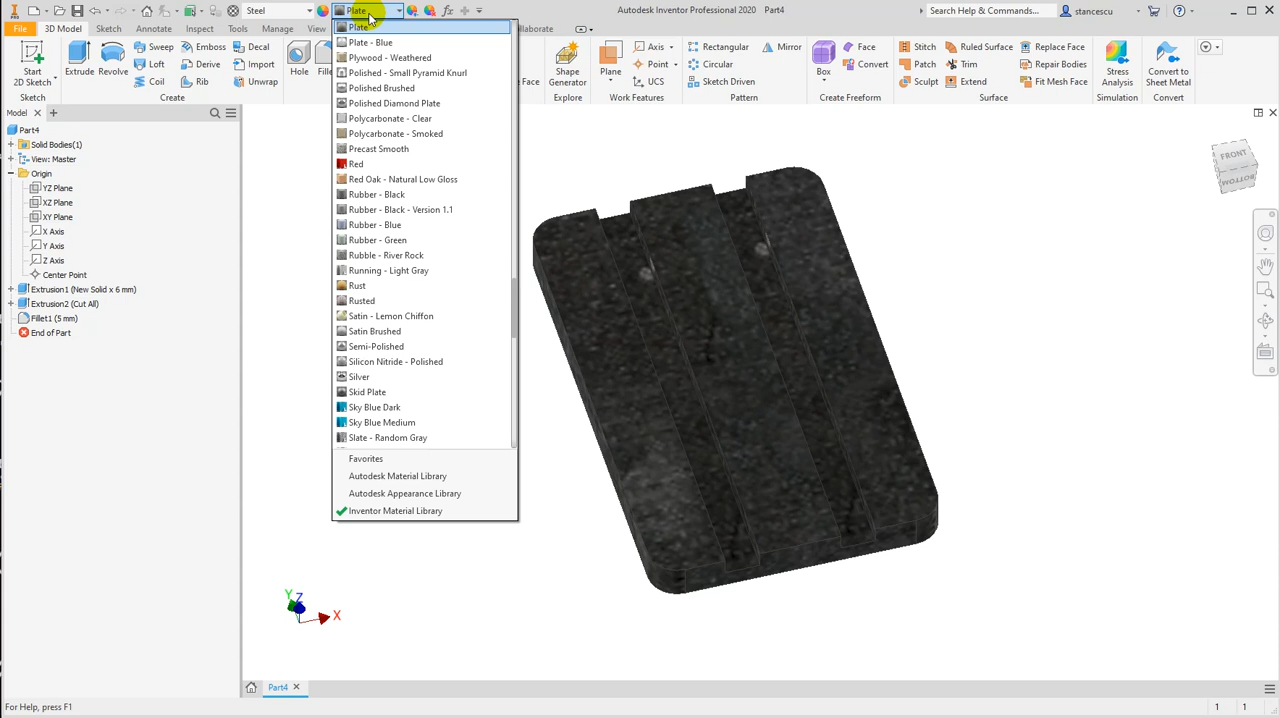 Steel
Plate
fx
Autodesk Inventor Professional 2020
Part4
Search Help & Commands...
stancescu
PRO
File
3D Model
Sketch
Annotate
Inspect
Tools
Manage
View
Start
2D Sketch
Sketch
Extrude
Revolve
Sweep
Loft
Coil
Emboss
Derive
Rib
Decal
Import
Unwrap
Create
Hole
Shape
Generator
Explore
Plane
Axis
Point
UCS
Work Features
Rectangular
Circular
Sketch Driven
Mirror
Pattern
Box
Face
Convert
Create Freeform
Stitch
Patch
Sculpt
Ruled Surface
Trim
Extend
Replace Face
Repair Bodies
Fit Mesh Face
Surface
Stress
Analysis
Simulation
Convert to
Sheet Metal
Convert
Model
Part4
Solid Bodies(1)
View: Master
Origin
YZ Plane
XZ Plane
XY Plane
X Axis
Y Axis
Z Axis
Center Point
Extrusion1 (New Solid x 6 mm)
Extrusion2 (Cut All)
Fillet1 (5 mm)
End of Part
Plate
Plate - Blue
Plywood - Weathered
Polished - Small Pyramid Knurl
Polished Brushed
Polished Diamond Plate
Polycarbonate - Clear
Polycarbonate - Smoked
Precast Smooth
Red
Red Oak - Natural Low Gloss
Rubber - Black
Rubber - Black - Version 1.1
Rubber - Blue
Rubber - Green
Rubble - River Rock
Running - Light Gray
Rust
Rusted
Satin - Lemon Chiffon
Satin Brushed
Semi-Polished
Silicon Nitride - Polished
Silver
Skid Plate
Sky Blue Dark
Sky Blue Medium
Slate - Random Gray
Favorites
Autodesk Material Library
Autodesk Appearance Library
Inventor Material Library
FRONT
BOTTOM
Y
Z
X
Part4
For Help, press F1
1
1